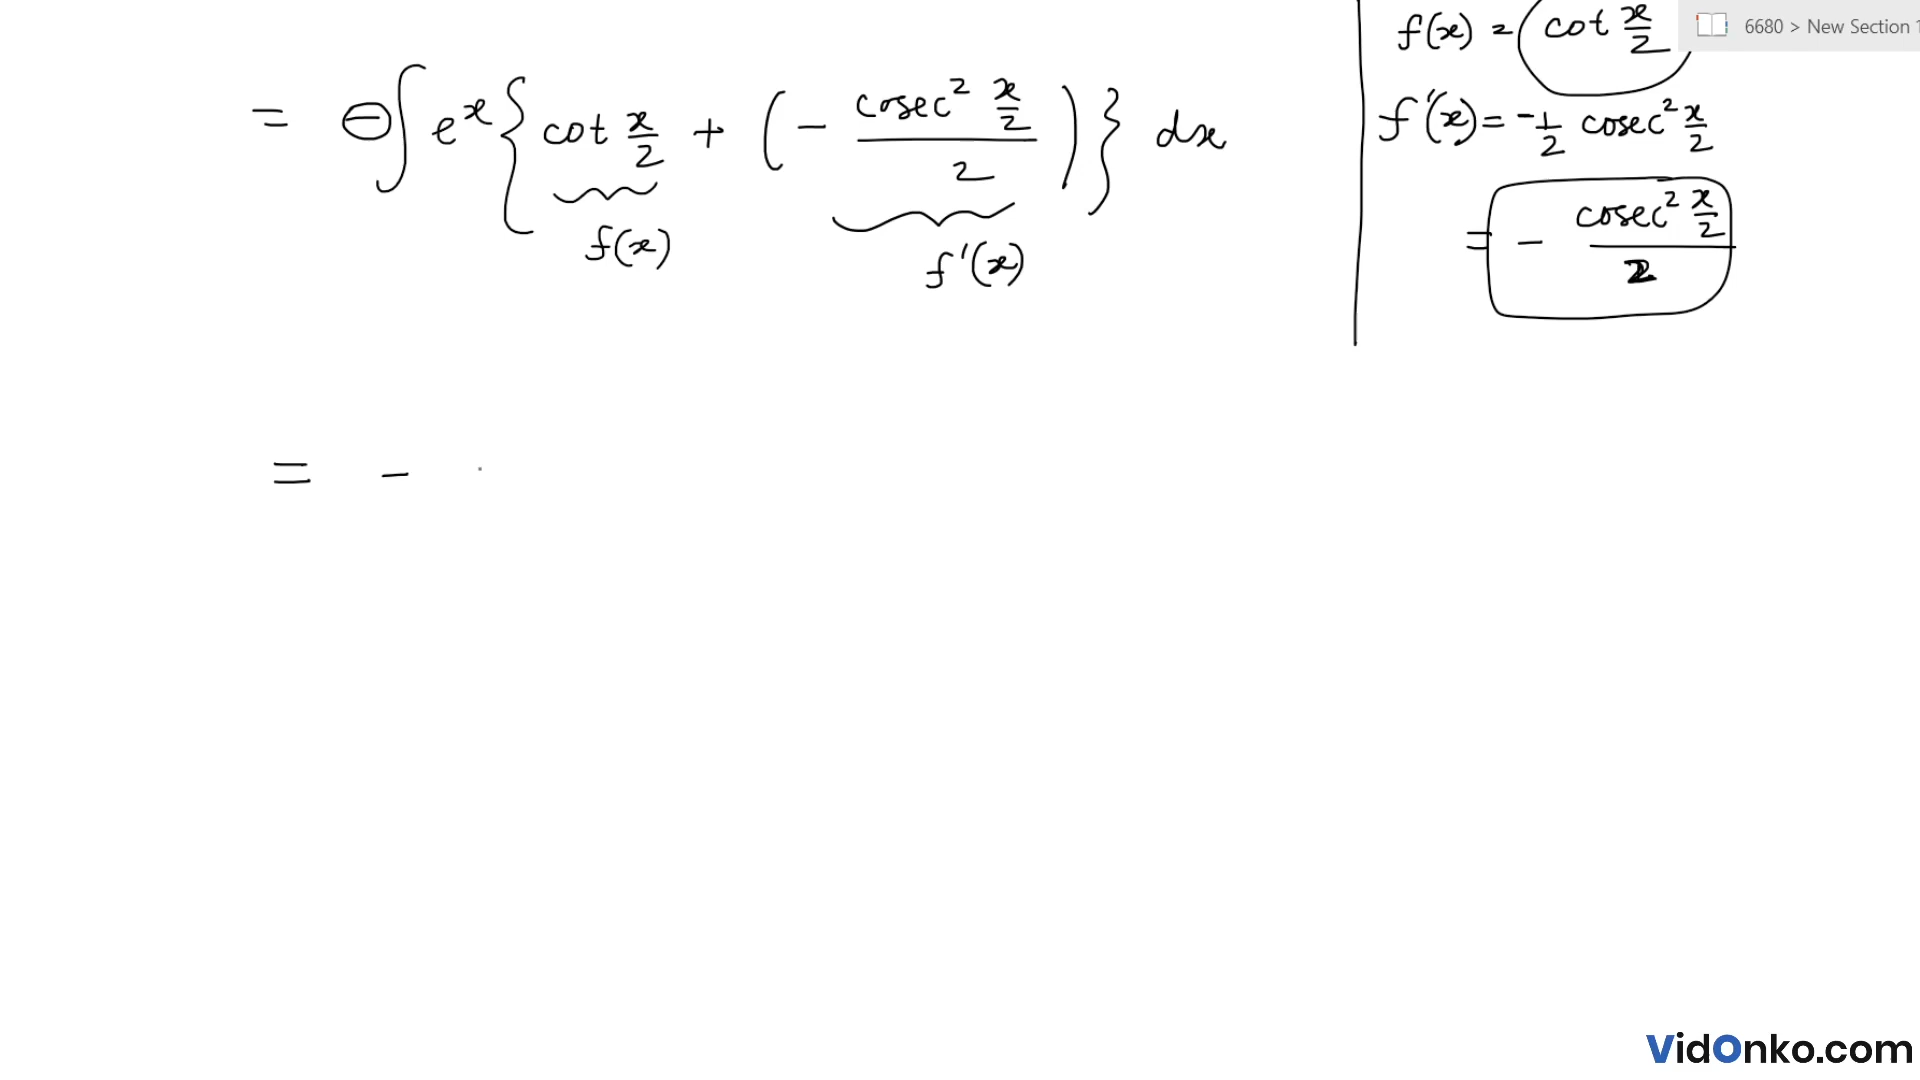 f(x) = cot x/2
6680 > New Section 1
= - ∫ e^x { cot x/2 + ( - cosec² x/2 / 2 ) } dx
f(x)
f'(x)
f'(x) = -1/2 cosec² x/2
= - cosec² x/2 / 2
= -
VidOnko.com